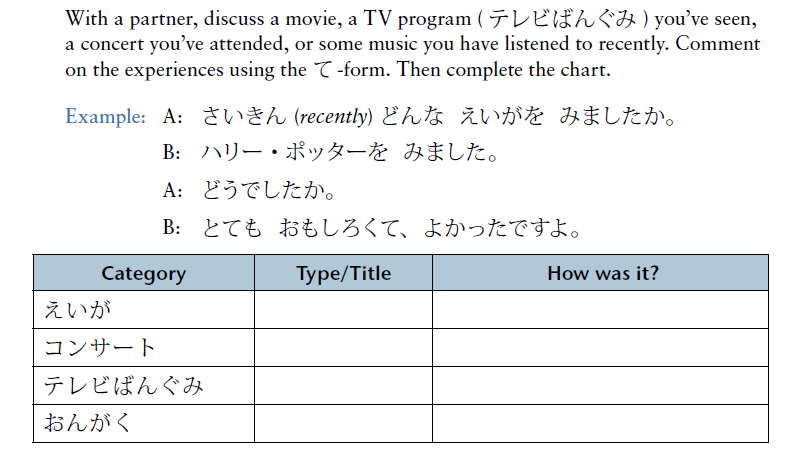 With a partner, discuss a movie, a TV program ( テレビばんぐみ ) you’ve seen,
a concert you’ve attended, or some music you have listened to recently. Comment
on the experiences using the て -form. Then complete the chart.
Example: A: さいきん (recently) どんな えいがを みましたか。
B: ハリー・ポッターを みました。
A: どうでしたか。
B: とても おもしろくて、よかったですよ。
Category Type/Title How was it?
えいが
コンサート
テレビばんぐみ
おんがく